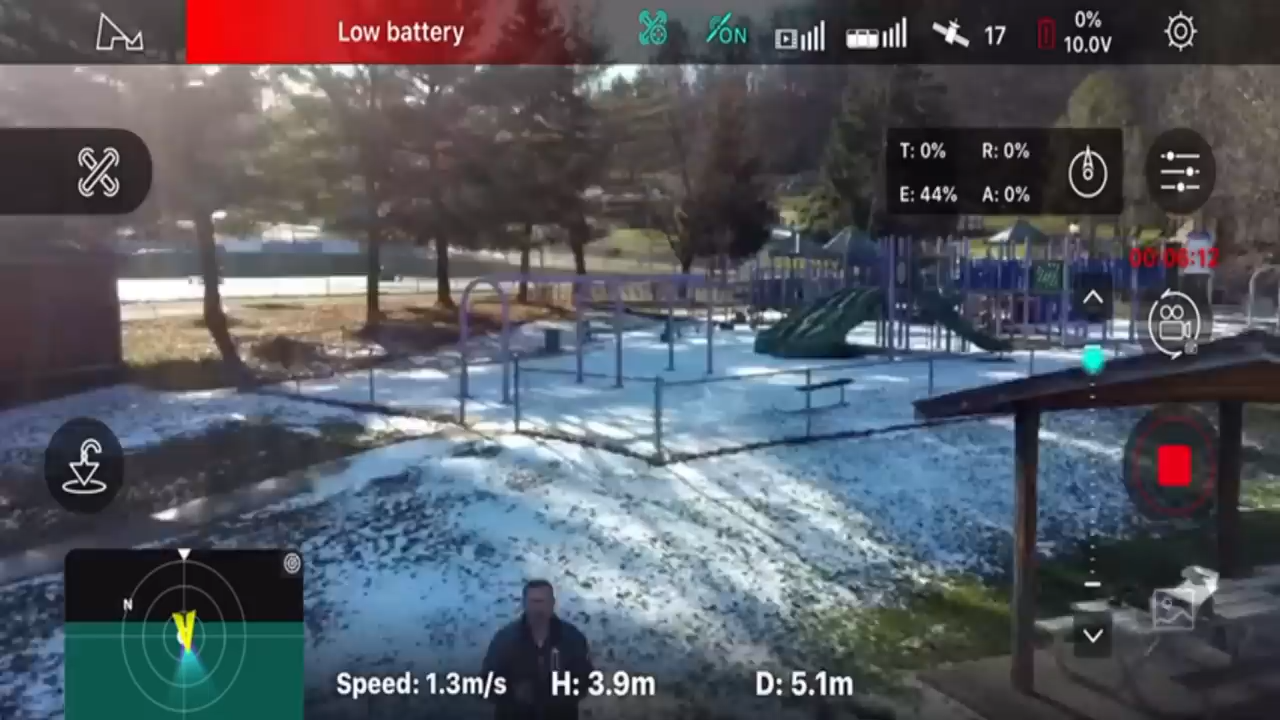 Low battery
ON
17
0%
10.0V
T: 0% R: 0%
E: 44% A: 0%
00:06:12
N
Speed: 1.3m/s H: 3.9m D: 5.1m